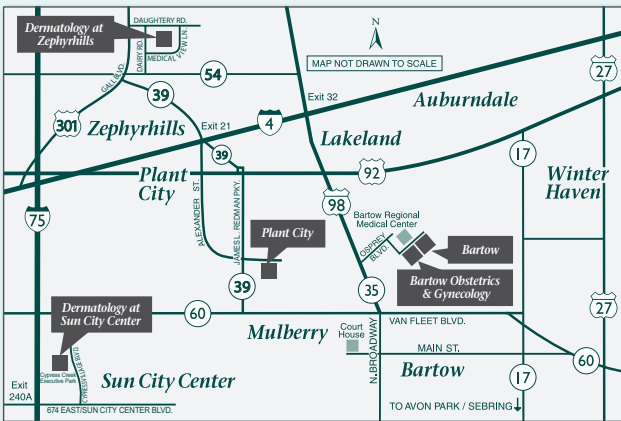 DAUGHTERY RD.
Dermatology at
Zephyrhills
DAIRY RD.
MEDICAL
VIEW LN.
N
MAP NOT DRAWN TO SCALE
27
GALL BLVD.
54
39
Exit 32
Auburndale
301
Zephyrhills
Exit 21
4
Lakeland
39
17
92
Plant
City
Winter
Haven
75
ALEXANDER ST.
JAMES L. REDMAN PKY.
98
Bartow Regional
Medical Center
Plant City
OSPREY
BLVD.
Bartow
Bartow Obstetrics
& Gynecology
39
35
Dermatology at
Sun City Center
60
Mulberry
VAN FLEET BLVD.
27
Court
House
N. BROADWAY
MAIN ST.
60
Cypress Creek
Executive Park
CYPRESS VILLAGE BLVD
Sun City Center
Bartow
17
Exit
240A
674 EAST/SUN CITY CENTER BLVD.
TO AVON PARK / SEBRING